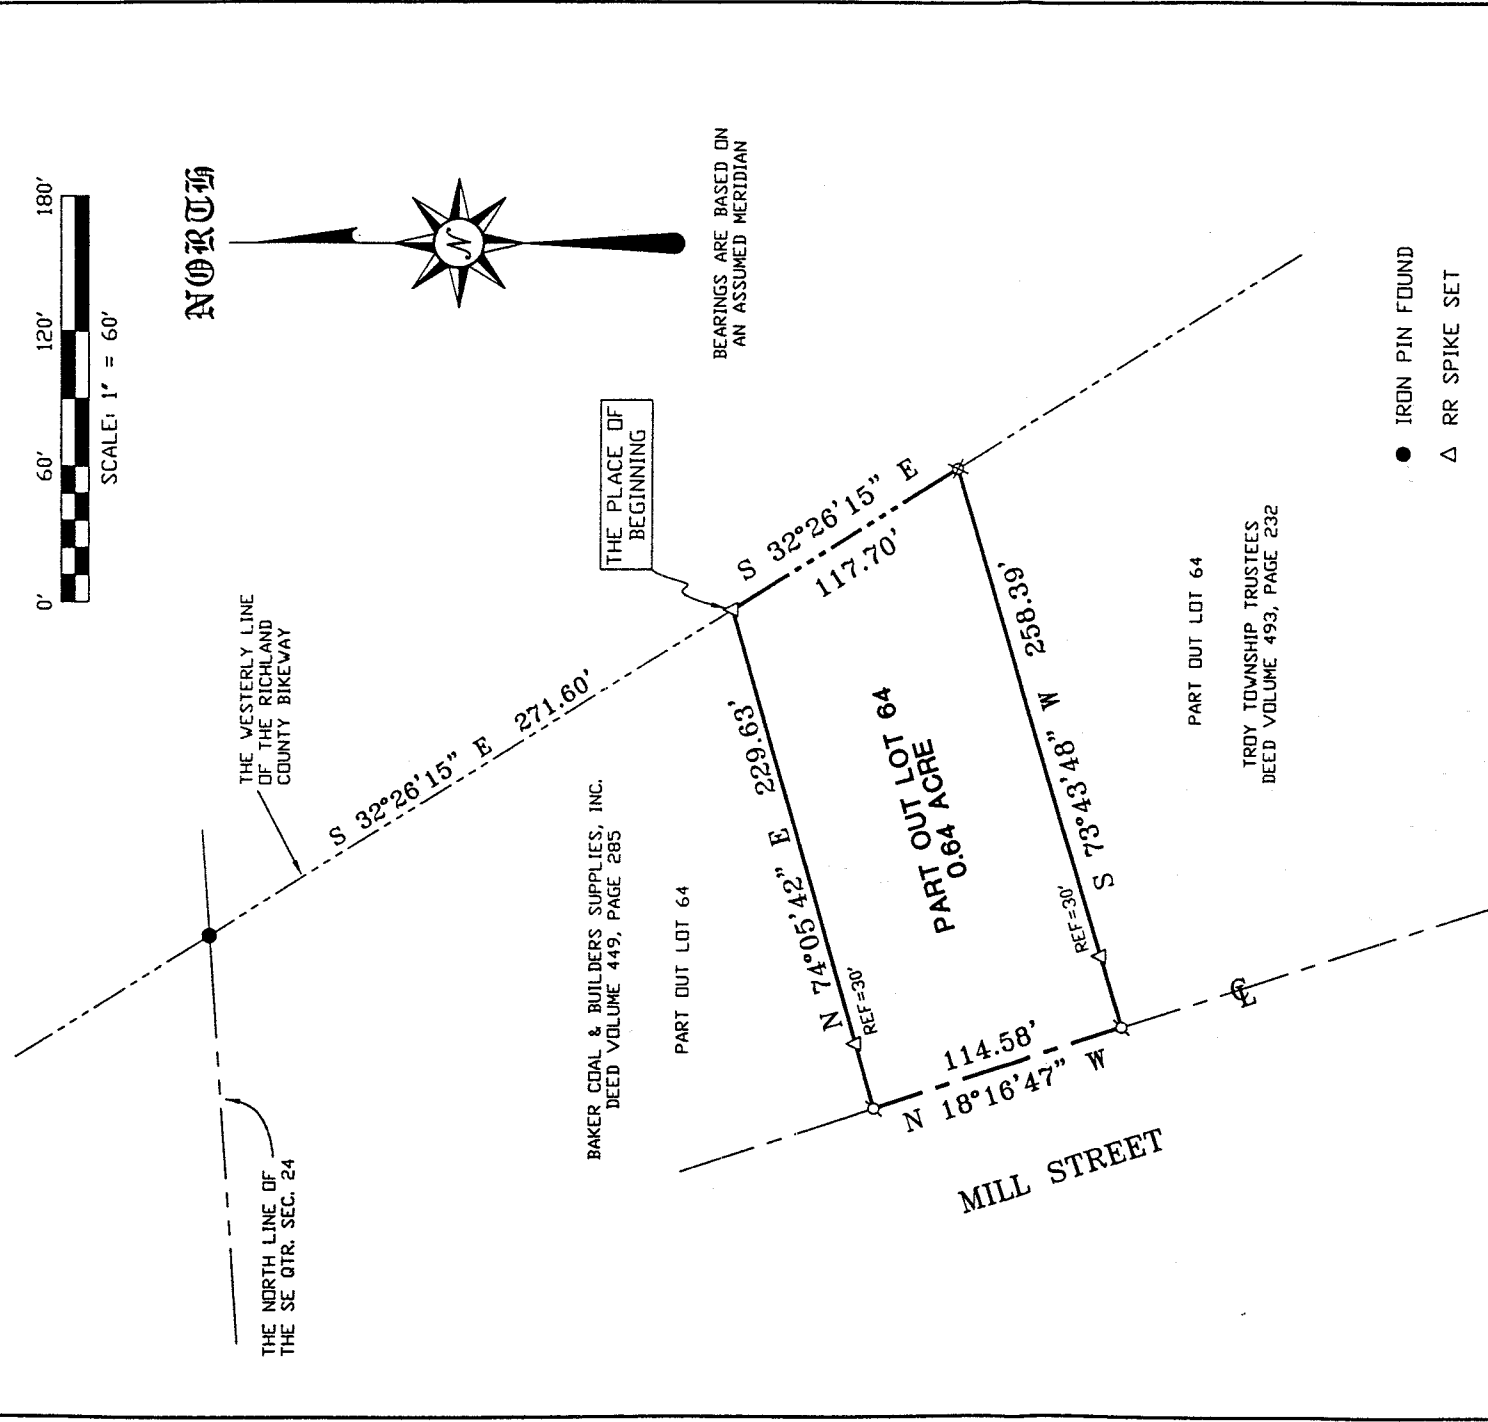 0'
60'
120'
180'
SCALE: 1" = 60'
NORTH
N
BEARINGS ARE BASED ON
AN ASSUMED MERIDIAN
THE WESTERLY LINE
OF THE RICHLAND
COUNTY BIKEWAY
THE NORTH LINE OF
THE SE QTR. SEC. 24
S 32°26'15" E 271.60'
THE PLACE OF
BEGINNING
S 32°26'15" E
117.70'
BAKER COAL & BUILDERS SUPPLIES, INC.
DEED VOLUME 449, PAGE 285
PART OUT LOT 64
N 74°05'42" E 229.63'
REF=30'
PART OUT LOT 64
0.64 ACRE
S 73°43'48" W 258.39'
REF=30'
114.58'
N 18°16'47" W
MILL STREET
CL
PART OUT LOT 64
TROY TOWNSHIP TRUSTEES
DEED VOLUME 493, PAGE 232
● IRON PIN FOUND
△ RR SPIKE SET